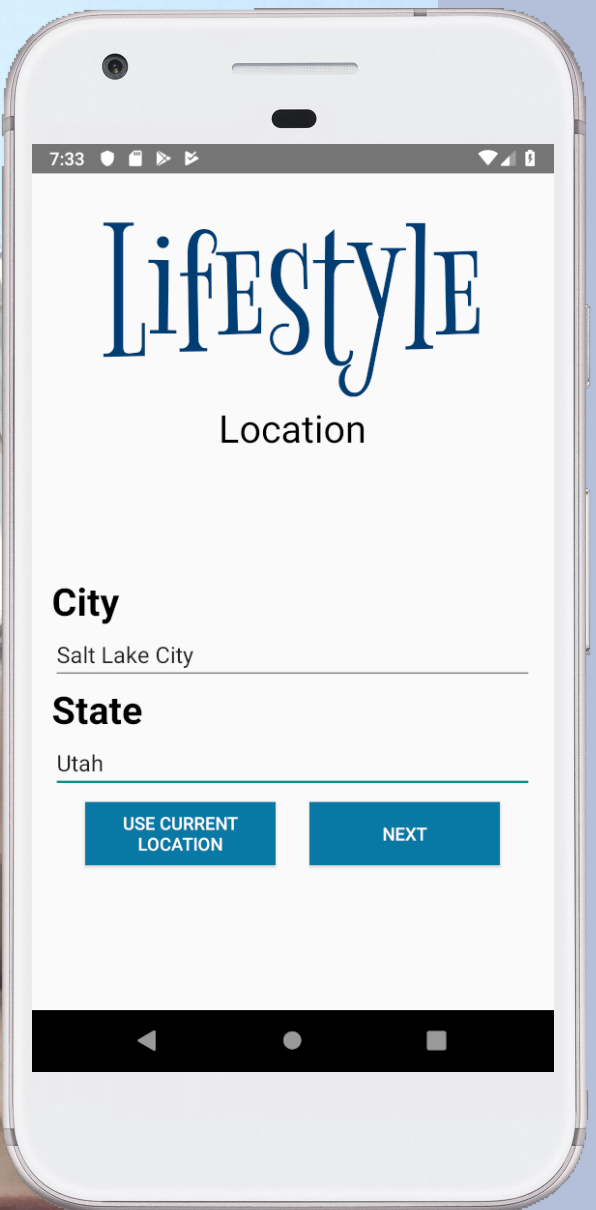 7:33
LifEstylE
Location
City
Salt Lake City
State
Utah
USE CURRENT
LOCATION
NEXT